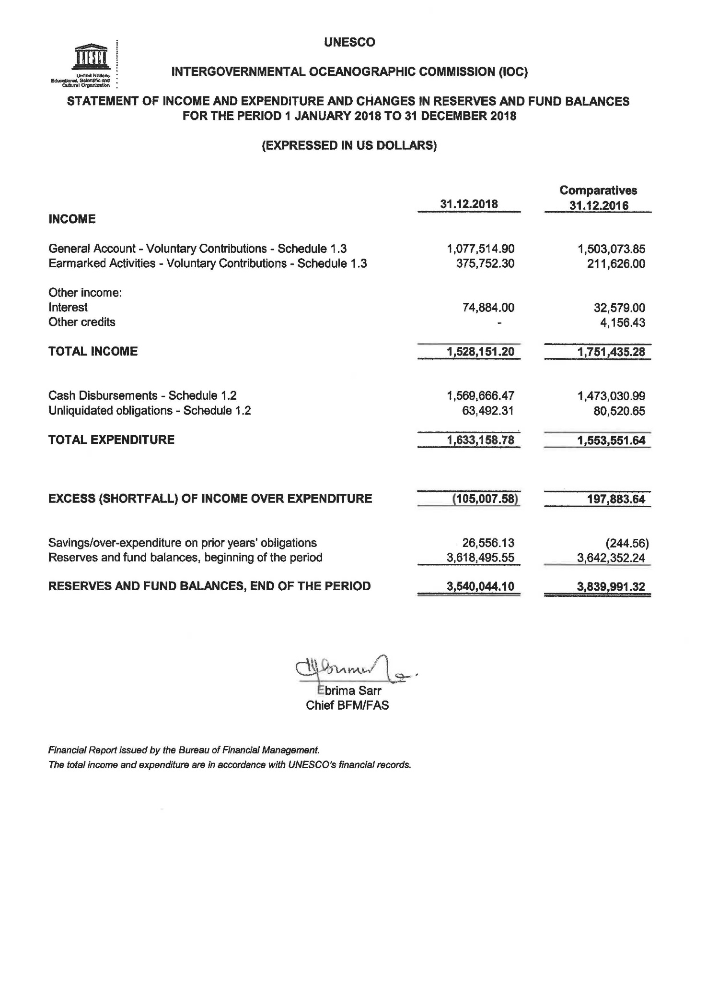 UNESCO
UNESCO
United Nations
Educational, Scientific and
Cultural Organization
INTERGOVERNMENTAL OCEANOGRAPHIC COMMISSION (IOC)
STATEMENT OF INCOME AND EXPENDITURE AND CHANGES IN RESERVES AND FUND BALANCES
FOR THE PERIOD 1 JANUARY 2018 TO 31 DECEMBER 2018
(EXPRESSED IN US DOLLARS)
Comparatives
31.12.2018 31.12.2016
INCOME
General Account - Voluntary Contributions - Schedule 1.3 1,077,514.90 1,503,073.85
Earmarked Activities - Voluntary Contributions - Schedule 1.3 375,752.30 211,626.00
Other income:
Interest 74,884.00 32,579.00
Other credits - 4,156.43
TOTAL INCOME 1,528,151.20 1,751,435.28
Cash Disbursements - Schedule 1.2 1,569,666.47 1,473,030.99
Unliquidated obligations - Schedule 1.2 63,492.31 80,520.65
TOTAL EXPENDITURE 1,633,158.78 1,553,551.64
EXCESS (SHORTFALL) OF INCOME OVER EXPENDITURE (105,007.58) 197,883.64
Savings/over-expenditure on prior years' obligations 26,556.13 (244.56)
Reserves and fund balances, beginning of the period 3,618,495.55 3,642,352.24
RESERVES AND FUND BALANCES, END OF THE PERIOD 3,540,044.10 3,839,991.32
Ebrima Sarr
Chief BFM/FAS
Financial Report issued by the Bureau of Financial Management.
The total income and expenditure are in accordance with UNESCO's financial records.